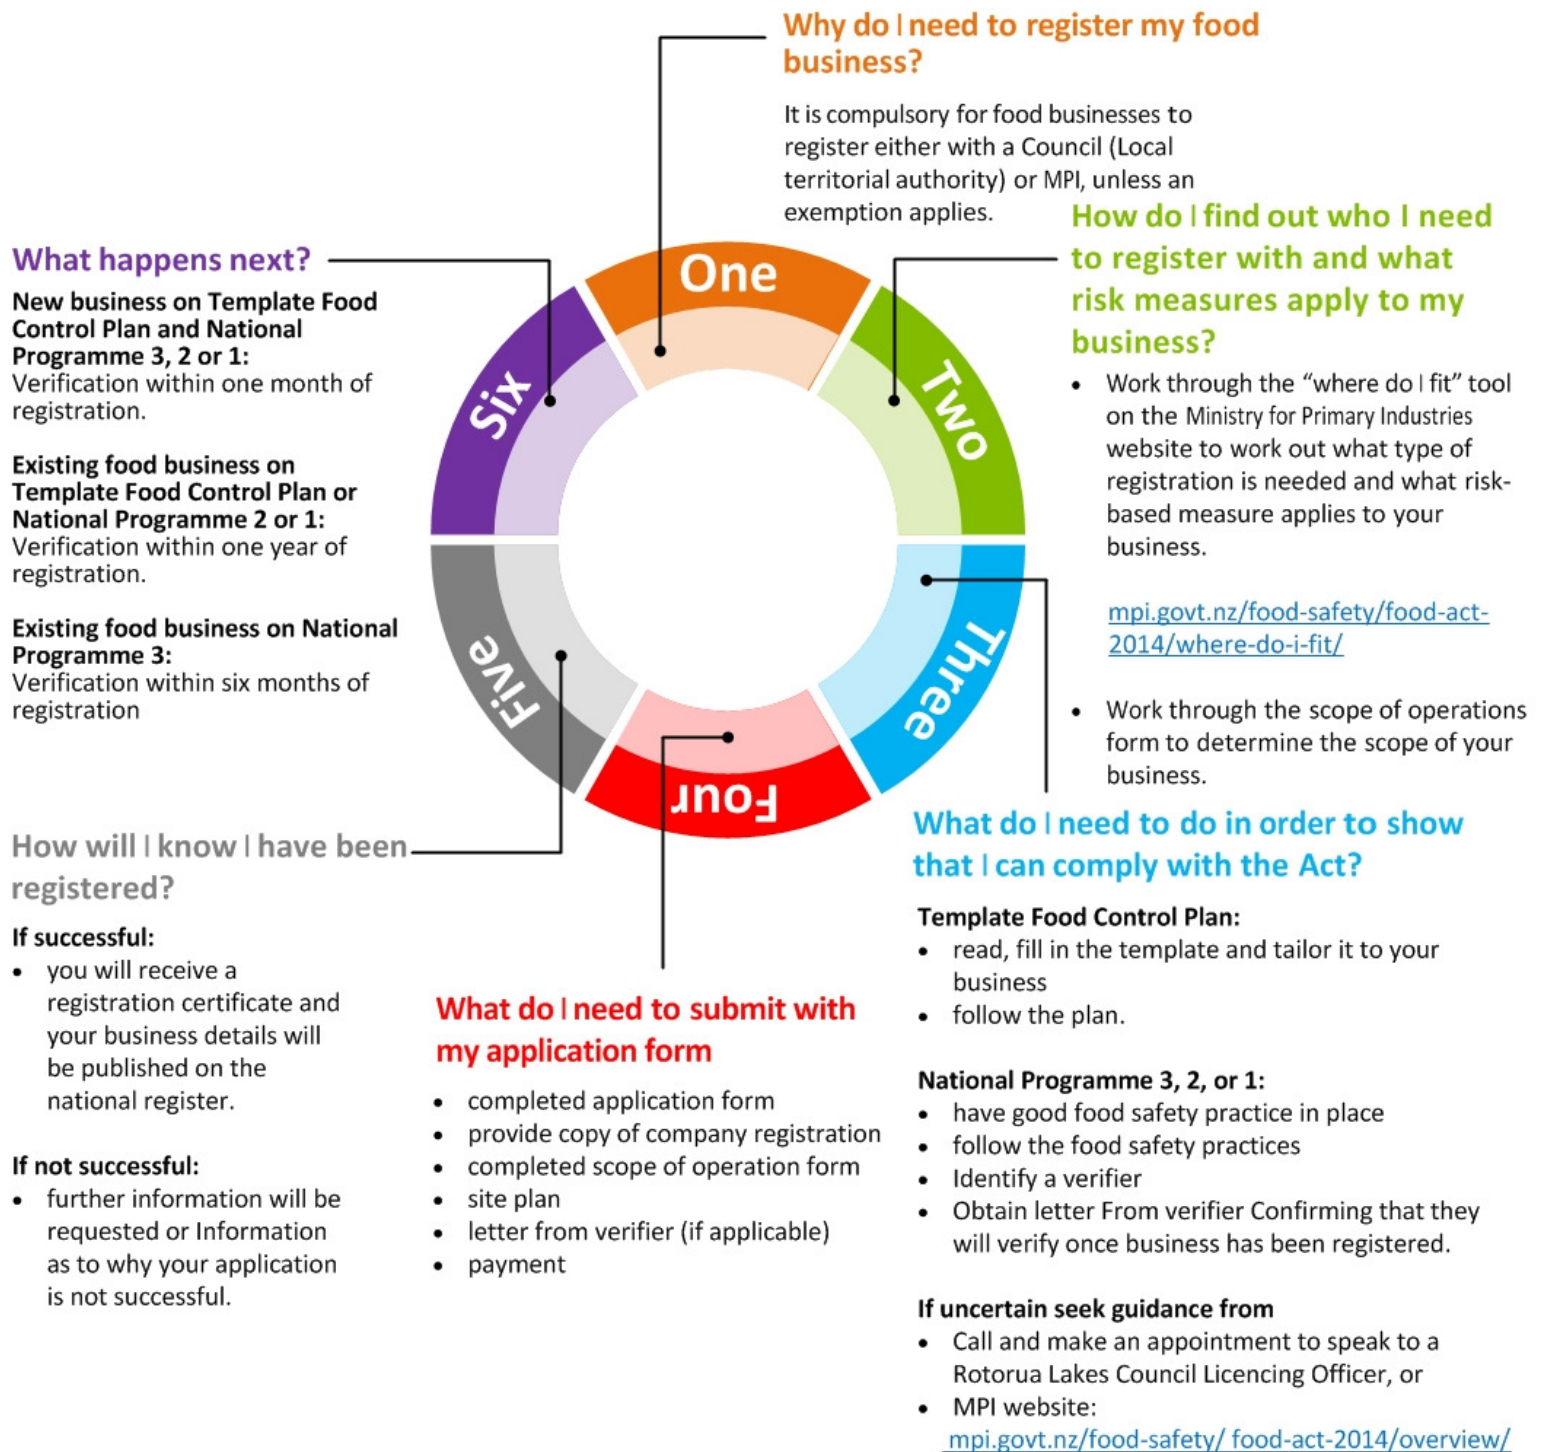 Why do I need to register my food
business?
It is compulsory for food businesses to
register either with a Council (Local
territorial authority) or MPI, unless an
exemption applies.
How do I find out who I need
to register with and what
risk measures apply to my
business?
• Work through the “where do I fit” tool
on the Ministry for Primary Industries
website to work out what type of
registration is needed and what risk-
based measure applies to your
business.
mpi.govt.nz/food-safety/food-act-
2014/where-do-i-fit/
• Work through the scope of operations
form to determine the scope of your
business.
What do I need to do in order to show
that I can comply with the Act?
Template Food Control Plan:
• read, fill in the template and tailor it to your
business
• follow the plan.
National Programme 3, 2, or 1:
• have good food safety practice in place
• follow the food safety practices
• Identify a verifier
• Obtain letter From verifier Confirming that they
will verify once business has been registered.
If uncertain seek guidance from
• Call and make an appointment to speak to a
Rotorua Lakes Council Licencing Officer, or
• MPI website:
mpi.govt.nz/food-safety/ food-act-2014/overview/
What do I need to submit with
my application form
• completed application form
• provide copy of company registration
• completed scope of operation form
• site plan
• letter from verifier (if applicable)
• payment
How will I know I have been
registered?
If successful:
• you will receive a
registration certificate and
your business details will
be published on the
national register.
If not successful:
• further information will be
requested or Information
as to why your application
is not successful.
What happens next?
New business on Template Food
Control Plan and National
Programme 3, 2 or 1:
Verification within one month of
registration.
Existing food business on
Template Food Control Plan or
National Programme 2 or 1:
Verification within one year of
registration.
Existing food business on National
Programme 3:
Verification within six months of
registration
One
Two
Three
Four
Five
Six